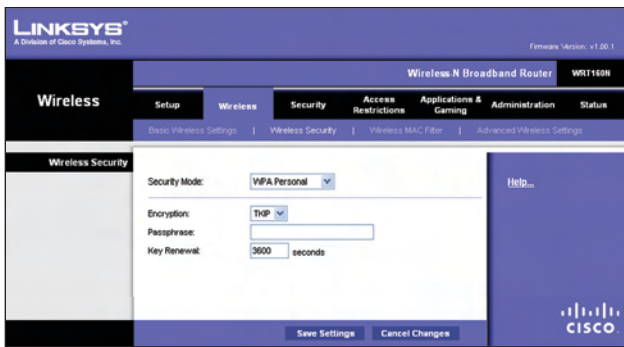 LINKSYS®
A Division of Cisco Systems, Inc.
Firmware Version: v1.00.1
Wireless-N Broadband Router WRT160N
Wireless
Setup Wireless Security Access Restrictions Applications & Gaming Administration Status
Basic Wireless Settings | Wireless Security | Wireless MAC Filter | Advanced Wireless Settings
Wireless Security
Security Mode: WPA Personal
Help...
Encryption: TKIP
Passphrase:
Key Renewal: 3600 seconds
Save Settings Cancel Changes
CISCO.